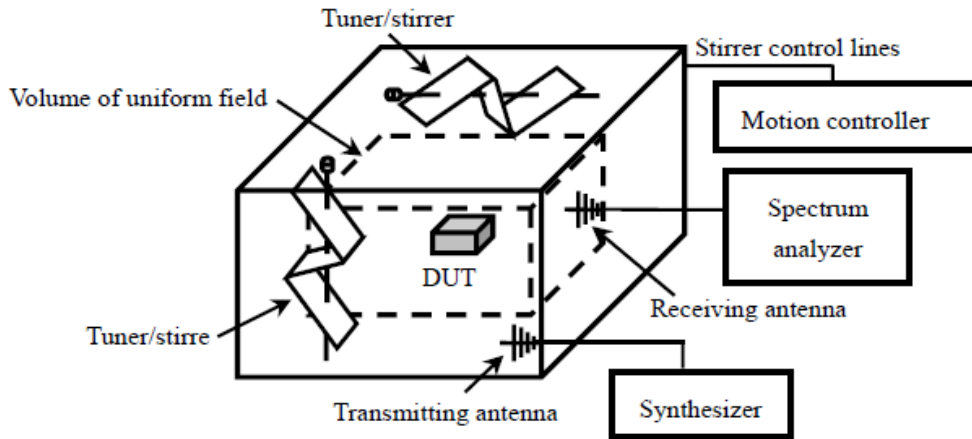 Tuner/stirrer
Stirrer control lines
Volume of uniform field
Motion controller
Spectrum
analyzer
DUT
Receiving antenna
Tuner/stirre
Transmitting antenna
Synthesizer